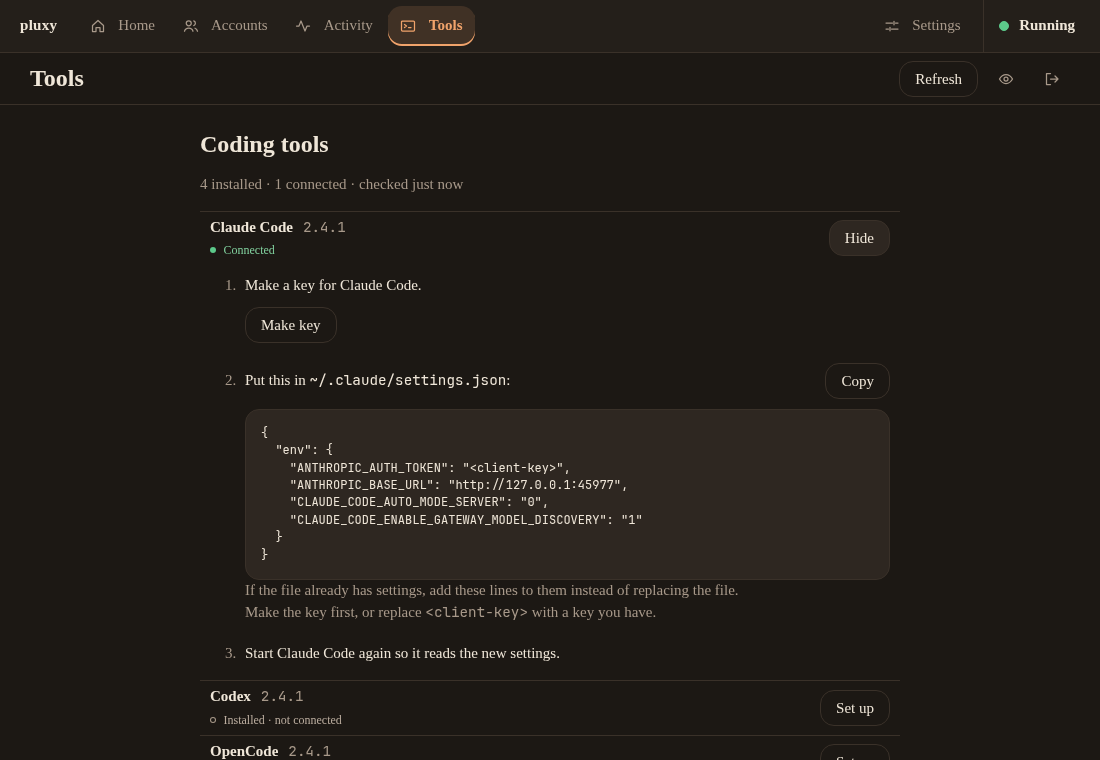 pluxy Home Accounts Activity Tools Settings Running
Tools Refresh
Coding tools
4 installed · 1 connected · checked just now
Claude Code 2.4.1
Connected
Hide
1. Make a key for Claude Code.
Make key
2. Put this in ~/.claude/settings.json:
Copy
{
  "env": {
    "ANTHROPIC_AUTH_TOKEN": "<client-key>",
    "ANTHROPIC_BASE_URL": "http://127.0.0.1:45977",
    "CLAUDE_CODE_AUTO_MODE_SERVER": "0",
    "CLAUDE_CODE_ENABLE_GATEWAY_MODEL_DISCOVERY": "1"
  }
}
If the file already has settings, add these lines to them instead of replacing the file.
Make the key first, or replace <client-key> with a key you have.
3. Start Claude Code again so it reads the new settings.
Codex 2.4.1
Installed · not connected
Set up
OpenCode 2.4.1